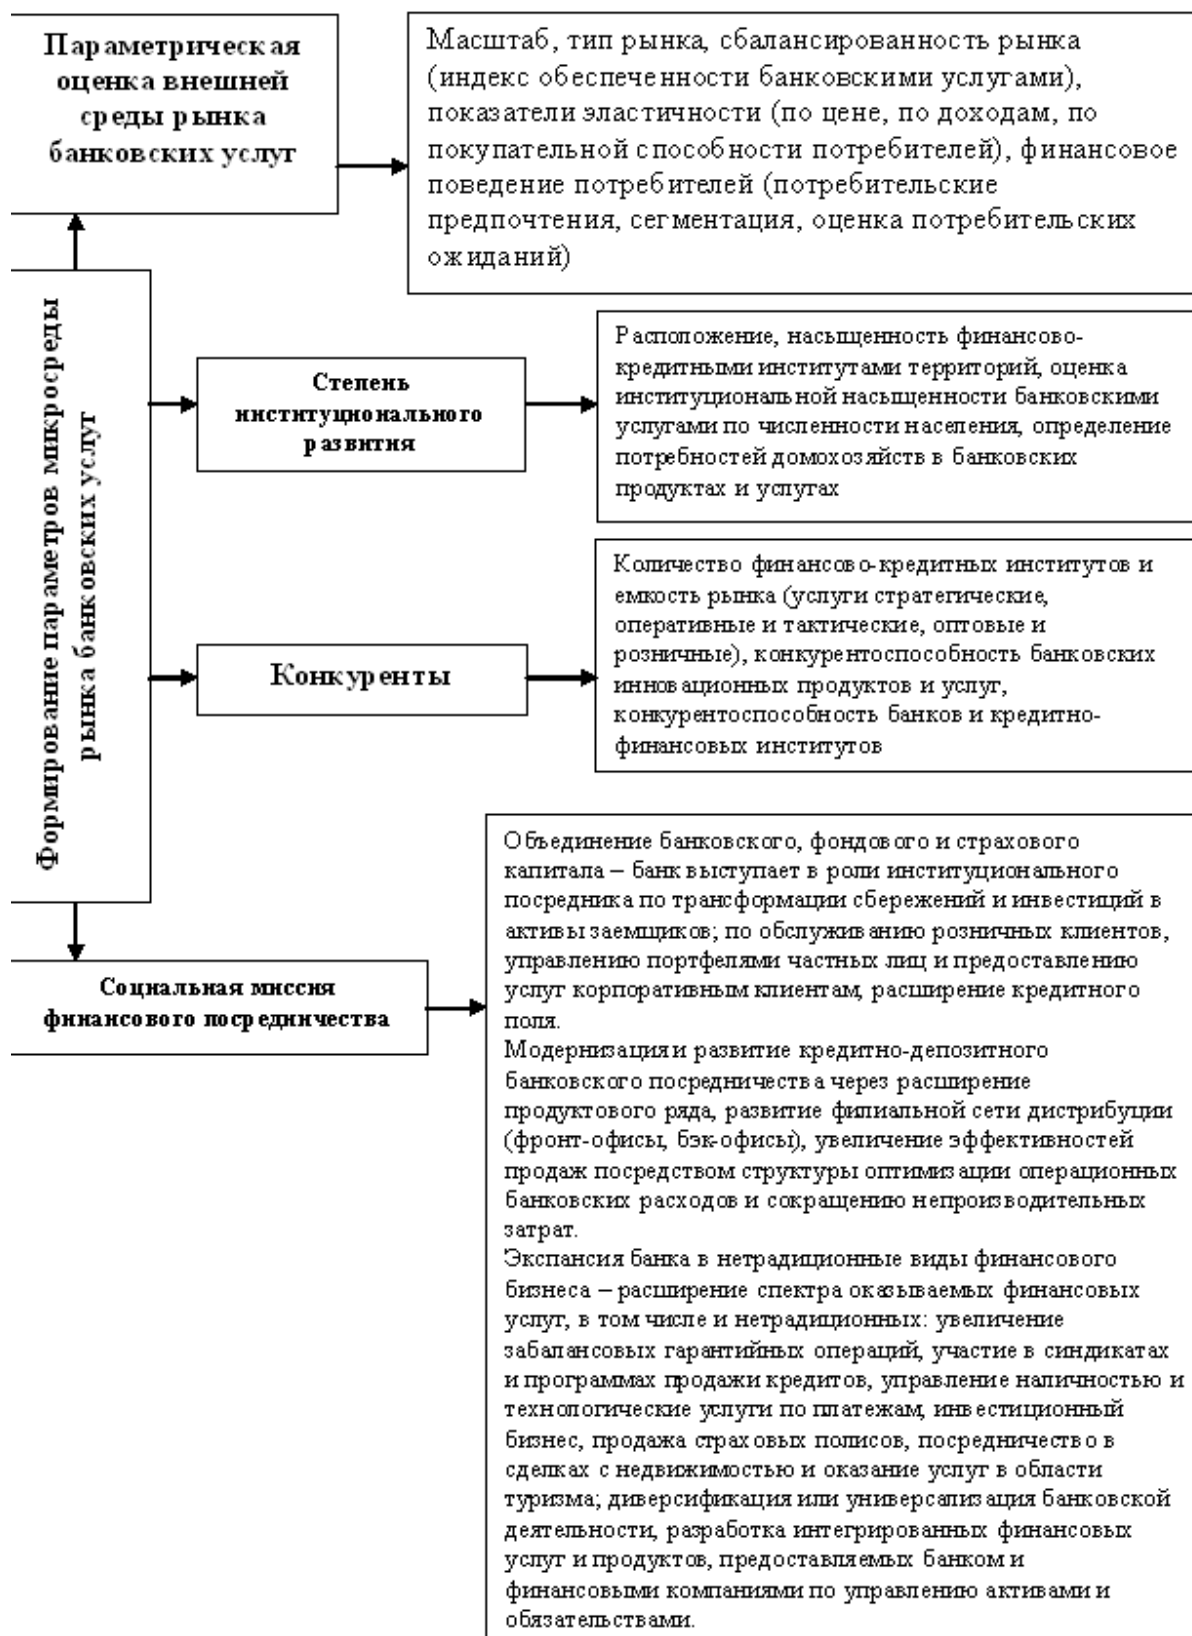 Параметрическая
оценка внешней
среды рынка
банковских услуг
Масштаб, тип рынка, сбалансированность рынка
(индекс обеспеченности банковскими услугами),
показатели эластичности (по цене, по доходам, по
покупательной способности потребителей), финансовое
поведение потребителей (потребительские
предпочтения, сегментация, оценка потребительских
ожиданий)
Формирование параметров микросреды
рынка банковских услуг
Степень
институционального
развития
Расположение, насыщенность финансово-
кредитными институтами территорий, оценка
институциональной насыщенности банковскими
услугами по численности населения, определение
потребностей домохозяйств в банковских
продуктах и услугах
Конкуренты
Количество финансово-кредитных институтов и
емкость рынка (услуги стратегические,
оперативные и тактические, оптовые и
розничные), конкурентоспособность банковских
инновационных продуктов и услуг,
конкурентоспособность банков и кредитно-
финансовых институтов
Социальная миссия
финансового посредничества
Объединение банковского, фондового и страхового
капитала – банк выступает в роли институционального
посредника по трансформации сбережений и инвестиций в
активы заемщиков; по обслуживанию розничных клиентов,
управлению портфелями частных лиц и предоставлению
услуг корпоративным клиентам, расширение кредитного
поля.
Модернизация и развитие кредитно-депозитного
банковского посредничества через расширение
продуктового ряда, развитие филиальной сети дистрибуции
(фронт-офисы, бэк-офисы), увеличение эффективностей
продаж посредством структуры оптимизации операционных
банковских расходов и сокращению непроизводительных
затрат.
Экспансия банка в нетрадиционные виды финансового
бизнеса – расширение спектра оказываемых финансовых
услуг, в том числе и нетрадиционных: увеличение
забалансовых гарантийных операций, участие в синдикатах
и программах продажи кредитов, управление наличностью и
технологические услуги по платежам, инвестиционный
бизнес, продажа страховых полисов, посредничество в
сделках с недвижимостью и оказание услуг в области
туризма; диверсификация или универсализация банковской
деятельности, разработка интегрированных финансовых
услуг и продуктов, предоставляемых банком и
финансовыми компаниями по управлению активами и
обязательствами.